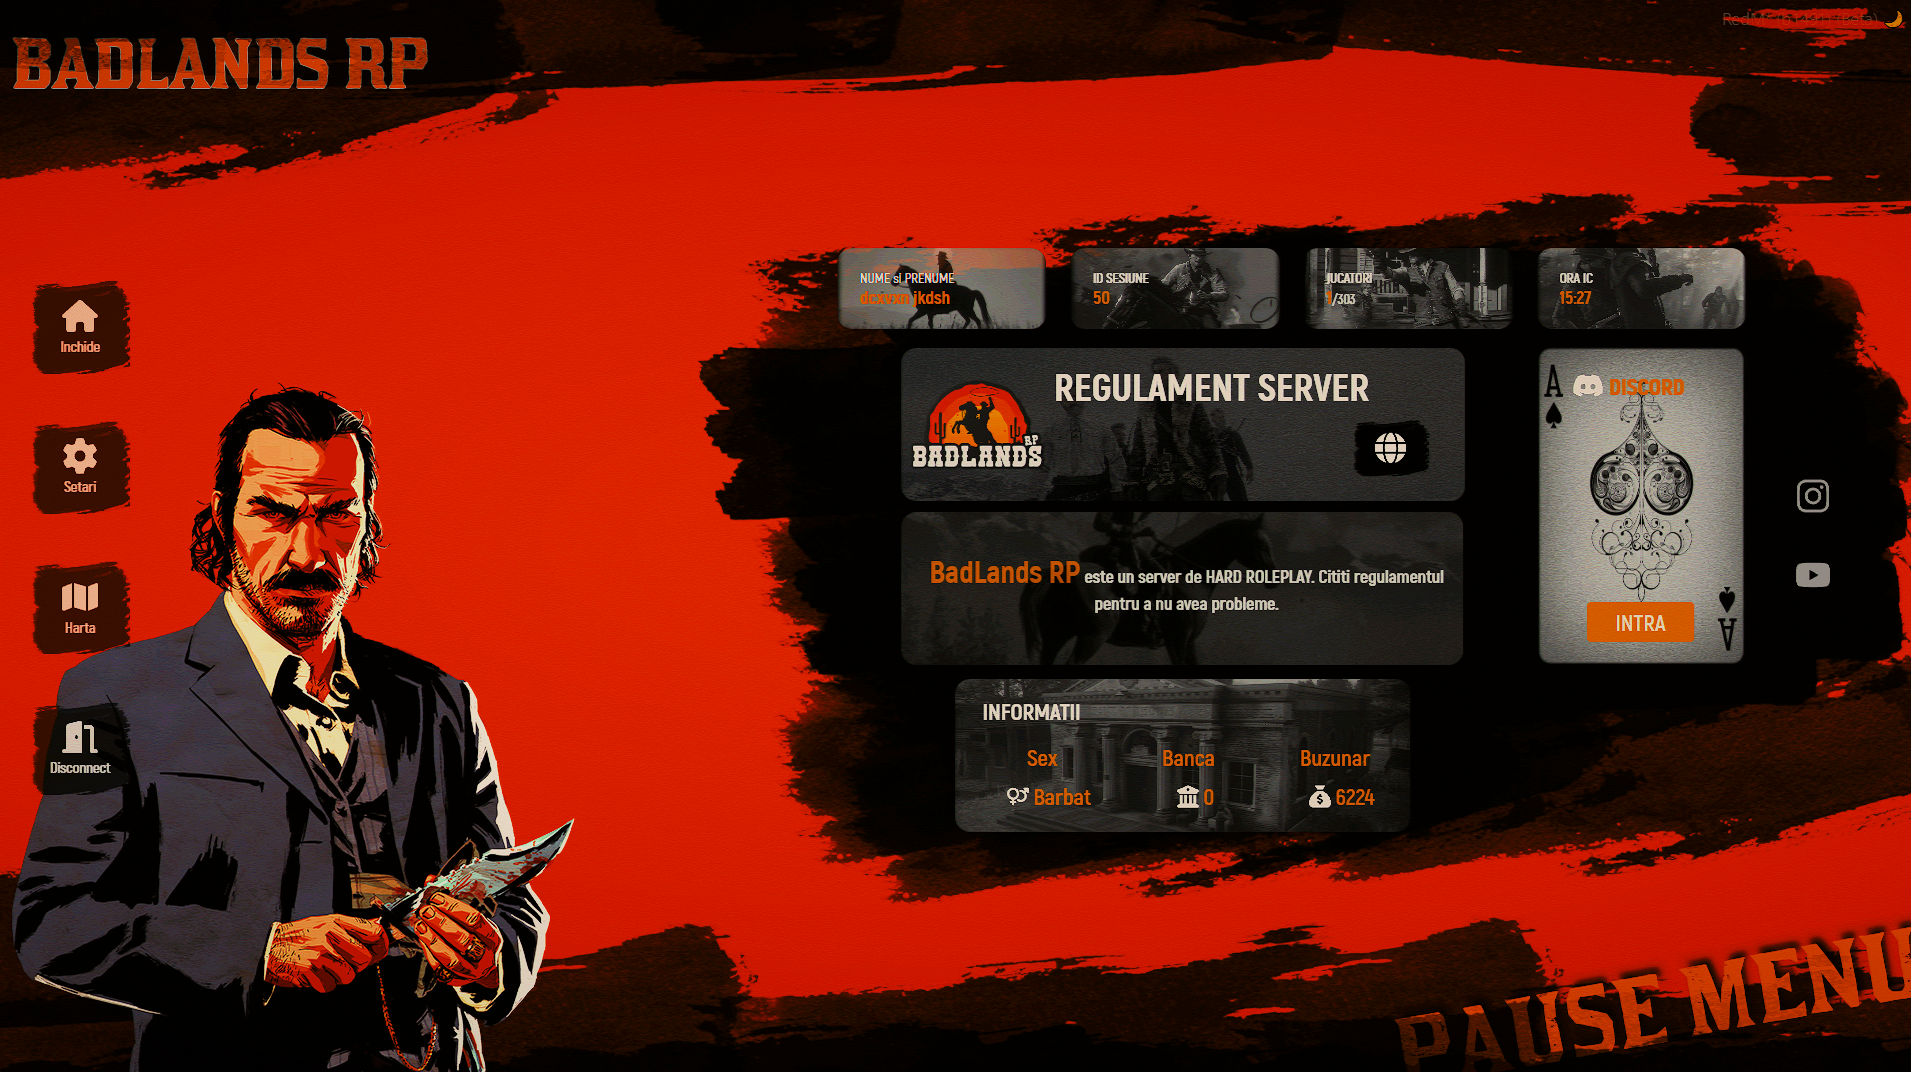 BADLANDS RP
Inchide
Setari
Harta
Disconnect
NUME si PRENUME
jkdsh
ID SESIUNE
50
JUCATORI
1/303
ORA IC
15:27
REGULAMENT SERVER
RP
BADLANDS
A
DISCORD
INTRA
A
BadLands RP este un server de HARD ROLEPLAY. Cititi regulamentul
pentru a nu avea probleme.
INFORMATII
Sex
Banca
Buzunar
Barbat
0
6224
PAUSE MENU